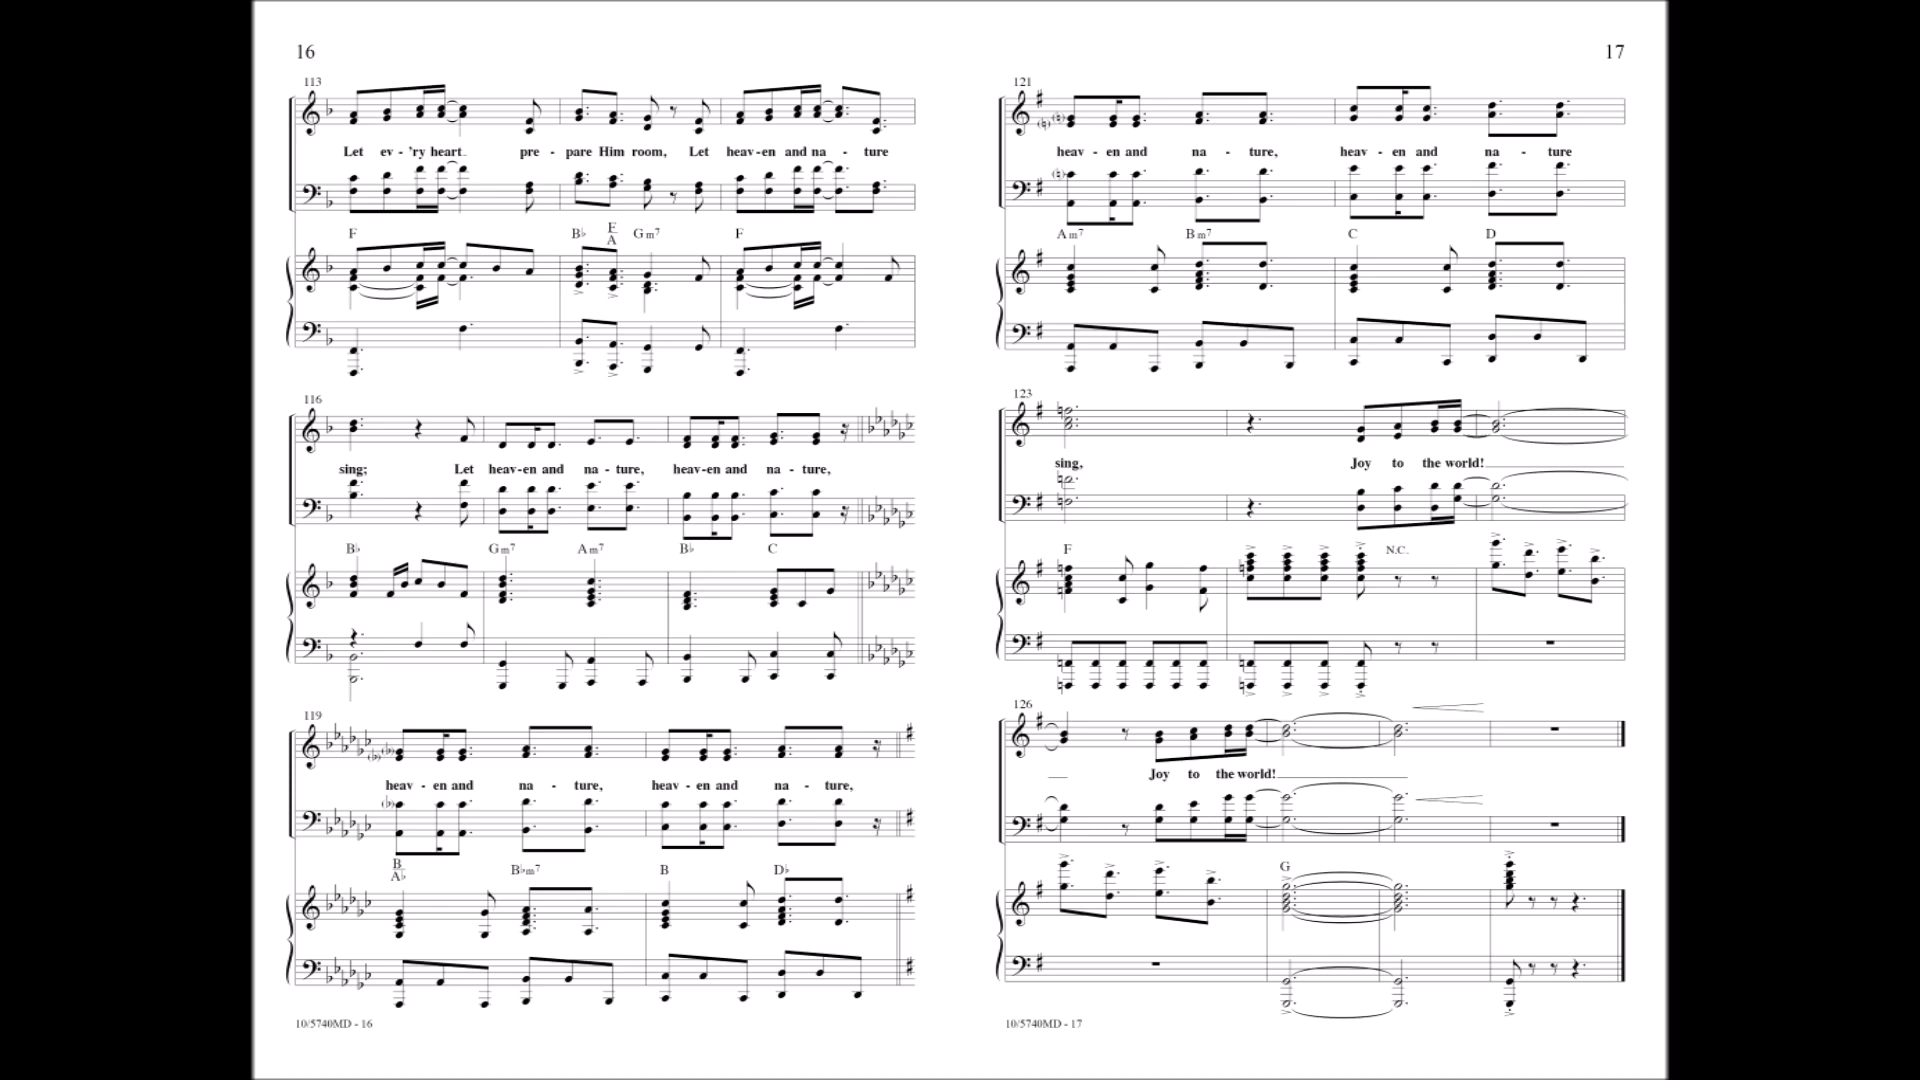 16
113
Let ev - 'ry heart pre - pare Him room, Let heav - en and na - ture
F B♭ F/A Gm7 F
116
sing; Let heav - en and na - ture, heav - en and na - ture,
B♭ Gm7 Am7 B♭ C
119
heav - en and na - ture, heav - en and na - ture,
B/A♭ B♭m7 B D♭
10/5740MD - 16
17
121
heav - en and na - ture, heav - en and na - ture
Am7 Bm7 C D
123
sing, Joy to the world!
F N.C.
126
Joy to the world!
G
10/5740MD - 17